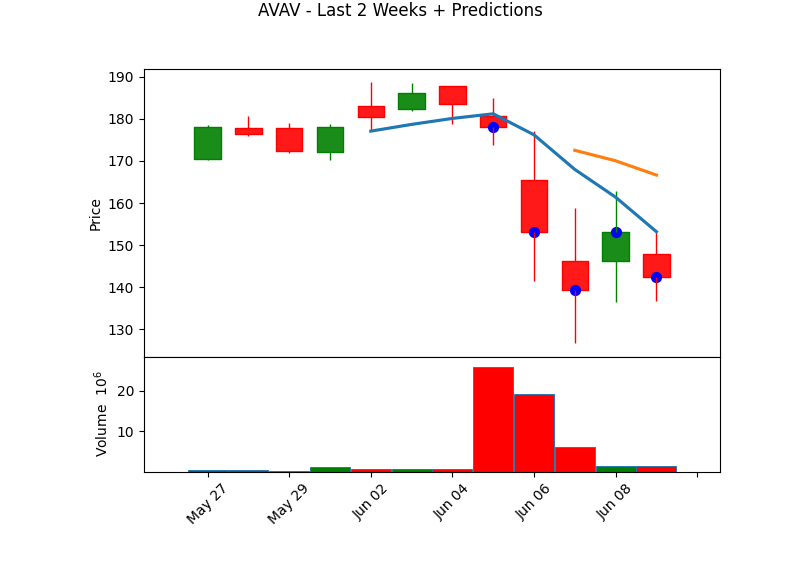 AVAV - Last 2 Weeks + Predictions
190
180
170
160
150
140
130
Price
20
10
Volume 10^6
May 27
May 29
Jun 02
Jun 04
Jun 06
Jun 08